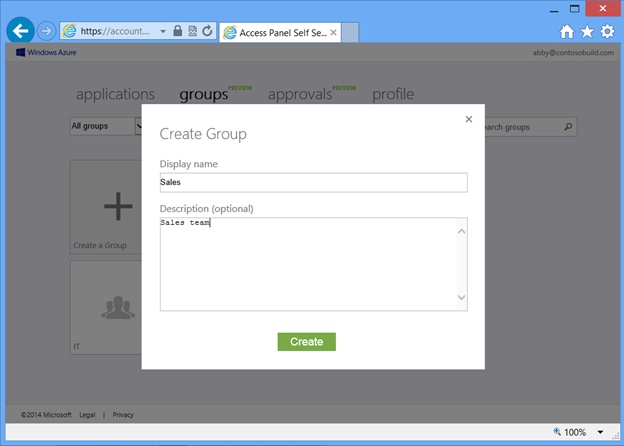 https://account....
Access Panel Self Se...
Windows Azure
abby@contosobuild.com
applications
groups
PREVIEW
approvals
PREVIEW
profile
All groups
earch groups
Create Group
Display name
Sales
Description (optional)
Sales team
Create
Create a Group
IT
©2014 Microsoft Legal | Privacy
100%